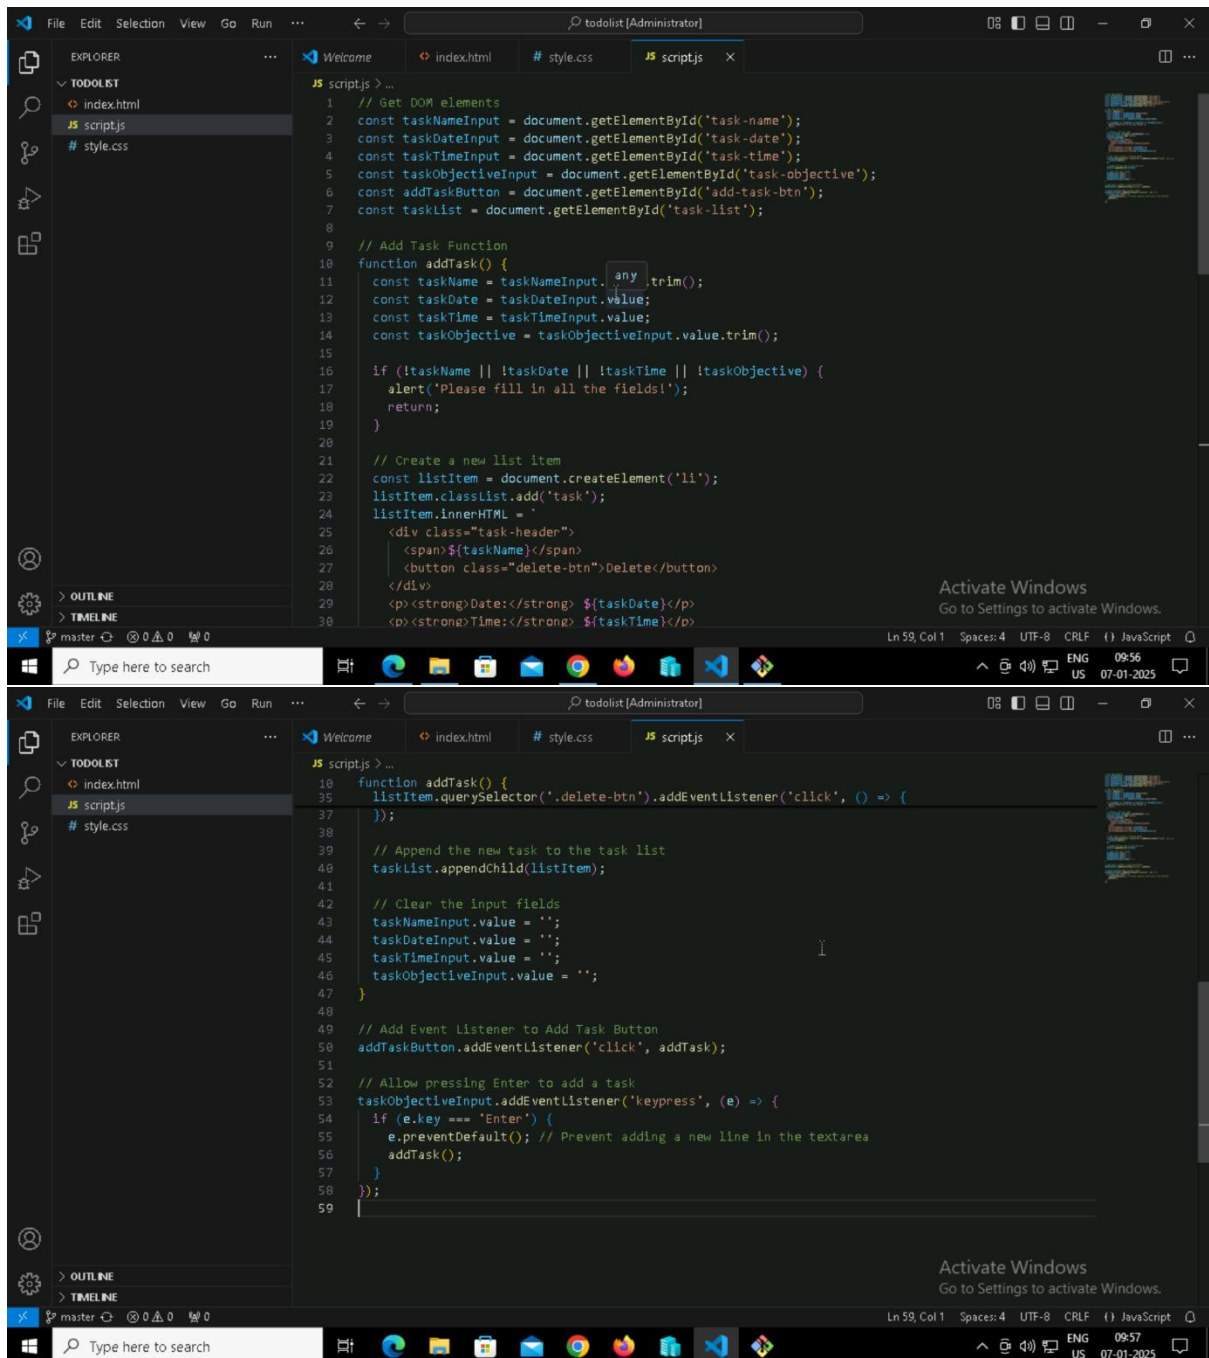 File Edit Selection View Go Run ··· todolist [Administrator]
EXPLORER ··· Welcome index.html style.css script.js
TODOLIST
index.html
script.js
style.css
script.js > ...
1 // Get DOM elements
2 const taskNameInput = document.getElementById('task-name');
3 const taskDateInput = document.getElementById('task-date');
4 const taskTimeInput = document.getElementById('task-time');
5 const taskObjectiveInput = document.getElementById('task-objective');
6 const addTaskButton = document.getElementById('add-task-btn');
7 const taskList = document.getElementById('task-list');
8
9 // Add Task Function
10 function addTask() {
11 const taskName = taskNameInput. any .trim();
12 const taskDate = taskDateInput.value;
13 const taskTime = taskTimeInput.value;
14 const taskObjective = taskObjectiveInput.value.trim();
15
16 if (!taskName || !taskDate || !taskTime || !taskObjective) {
17 alert('Please fill in all the fields!');
18 return;
19 }
20
21 // Create a new list item
22 const listItem = document.createElement('li');
23 listItem.classList.add('task');
24 listItem.innerHTML = `
25 <div class="task-header">
26 <span>${taskName}</span>
27 <button class="delete-btn">Delete</button>
28 </div>
29 <p><strong>Date:</strong> ${taskDate}</p>
30 <p><strong>Time:</strong> ${taskTime}</p>
OUTLINE
TIMELINE
Activate Windows
Go to Settings to activate Windows.
master 0 0 0 Ln 59, Col 1 Spaces: 4 UTF-8 CRLF {} JavaScript
Type here to search ENG US 09:56 07-01-2025
File Edit Selection View Go Run ··· todolist [Administrator]
EXPLORER ··· Welcome index.html style.css script.js
TODOLIST
index.html
script.js
style.css
script.js > ...
10 function addTask() {
35 listItem.querySelector('.delete-btn').addEventListener('click', () => {
37 });
38
39 // Append the new task to the task list
40 taskList.appendChild(listItem);
41
42 // Clear the input fields
43 taskNameInput.value = '';
44 taskDateInput.value = '';
45 taskTimeInput.value = '';
46 taskObjectiveInput.value = '';
47 }
48
49 // Add Event Listener to Add Task Button
50 addTaskButton.addEventListener('click', addTask);
51
52 // Allow pressing Enter to add a task
53 taskObjectiveInput.addEventListener('keypress', (e) => {
54 if (e.key === 'Enter') {
55 e.preventDefault(); // Prevent adding a new line in the textarea
56 addTask();
57 }
58 });
59
OUTLINE
TIMELINE
Activate Windows
Go to Settings to activate Windows.
master 0 0 0 Ln 59, Col 1 Spaces: 4 UTF-8 CRLF {} JavaScript
Type here to search ENG US 09:57 07-01-2025